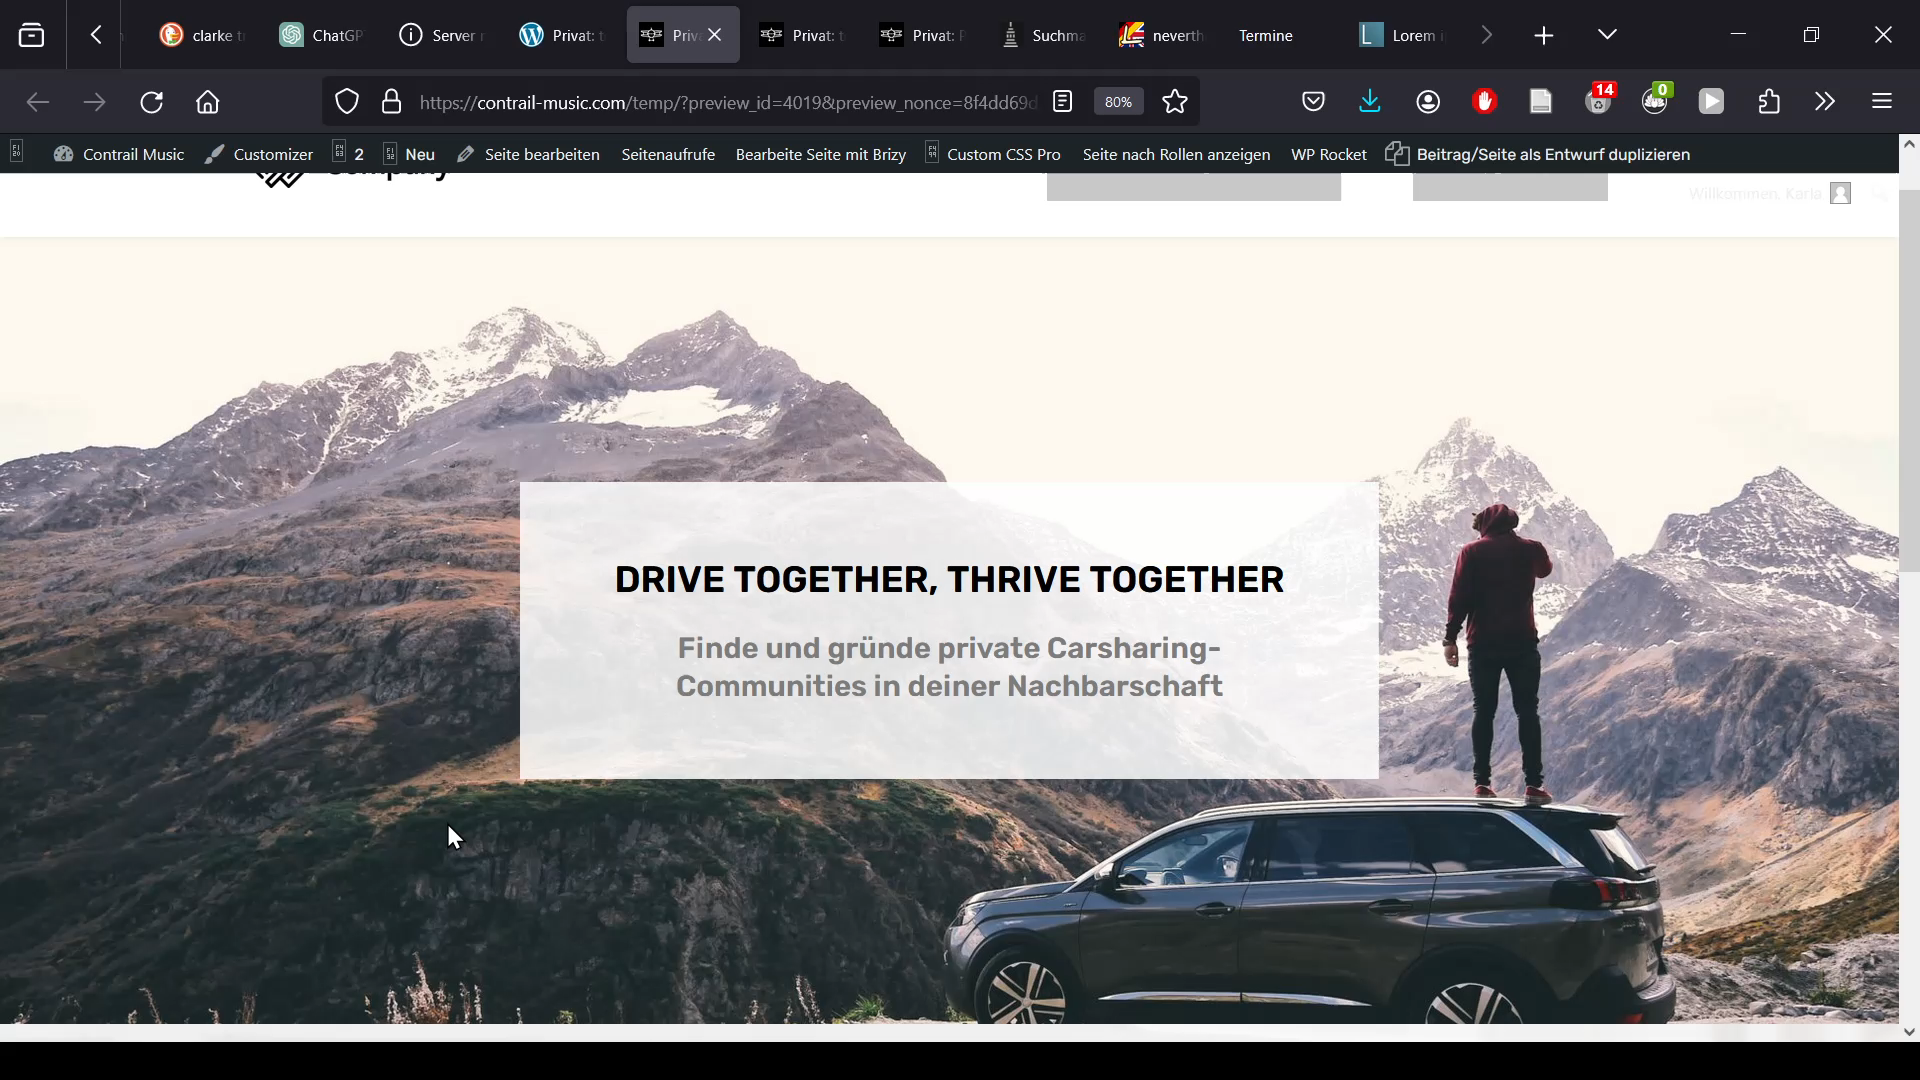 clarke t
ChatGP
Server
Privat: t
Priv
Privat: t
Privat:
Suchma
neverth
Termine
Lorem i
https://contrail-music.com/temp/?preview_id=4019&preview_nonce=8f4dd69d
80%
14
0
Contrail Music
Customizer
2
Neu
Seite bearbeiten
Seitenaufrufe
Bearbeite Seite mit Brizy
Custom CSS Pro
Seite nach Rollen anzeigen
WP Rocket
Beitrag/Seite als Entwurf duplizieren
Company
Willkommen, Karla
DRIVE TOGETHER, THRIVE TOGETHER
Finde und gründe private Carsharing-
Communities in deiner Nachbarschaft